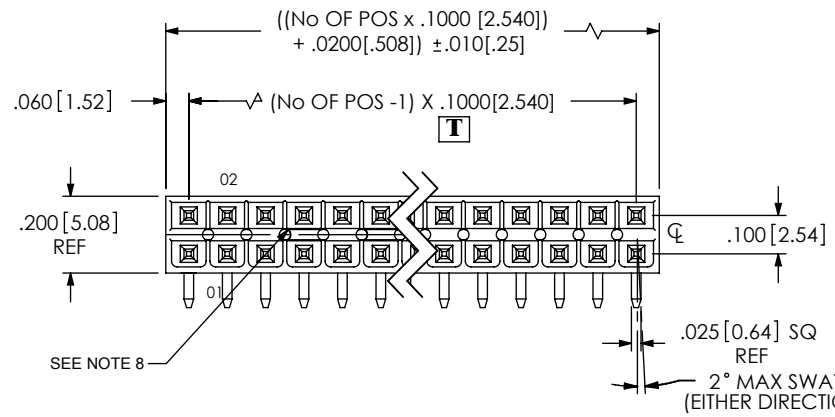 ((No OF POS x .1000 [2.540])
+ .0200[.508]) ±.010[.25]
.060 [1.52]
(No OF POS -1) X .1000[2.540]
T
02
.200 [5.08]
REF
℄
.100 [2.54]
01
.025 [0.64] SQ
REF
SEE NOTE 8
2° MAX SWA
(EITHER DIRECTIO